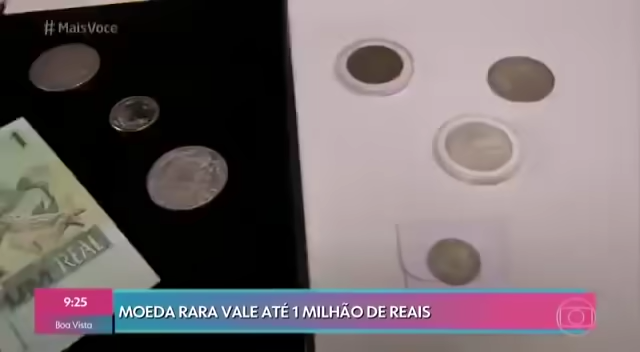 #MaisVoce
1
UM REAL
9:25
Boa Vista
MOEDA RARA VALE ATÉ 1 MILHÃO DE REAIS